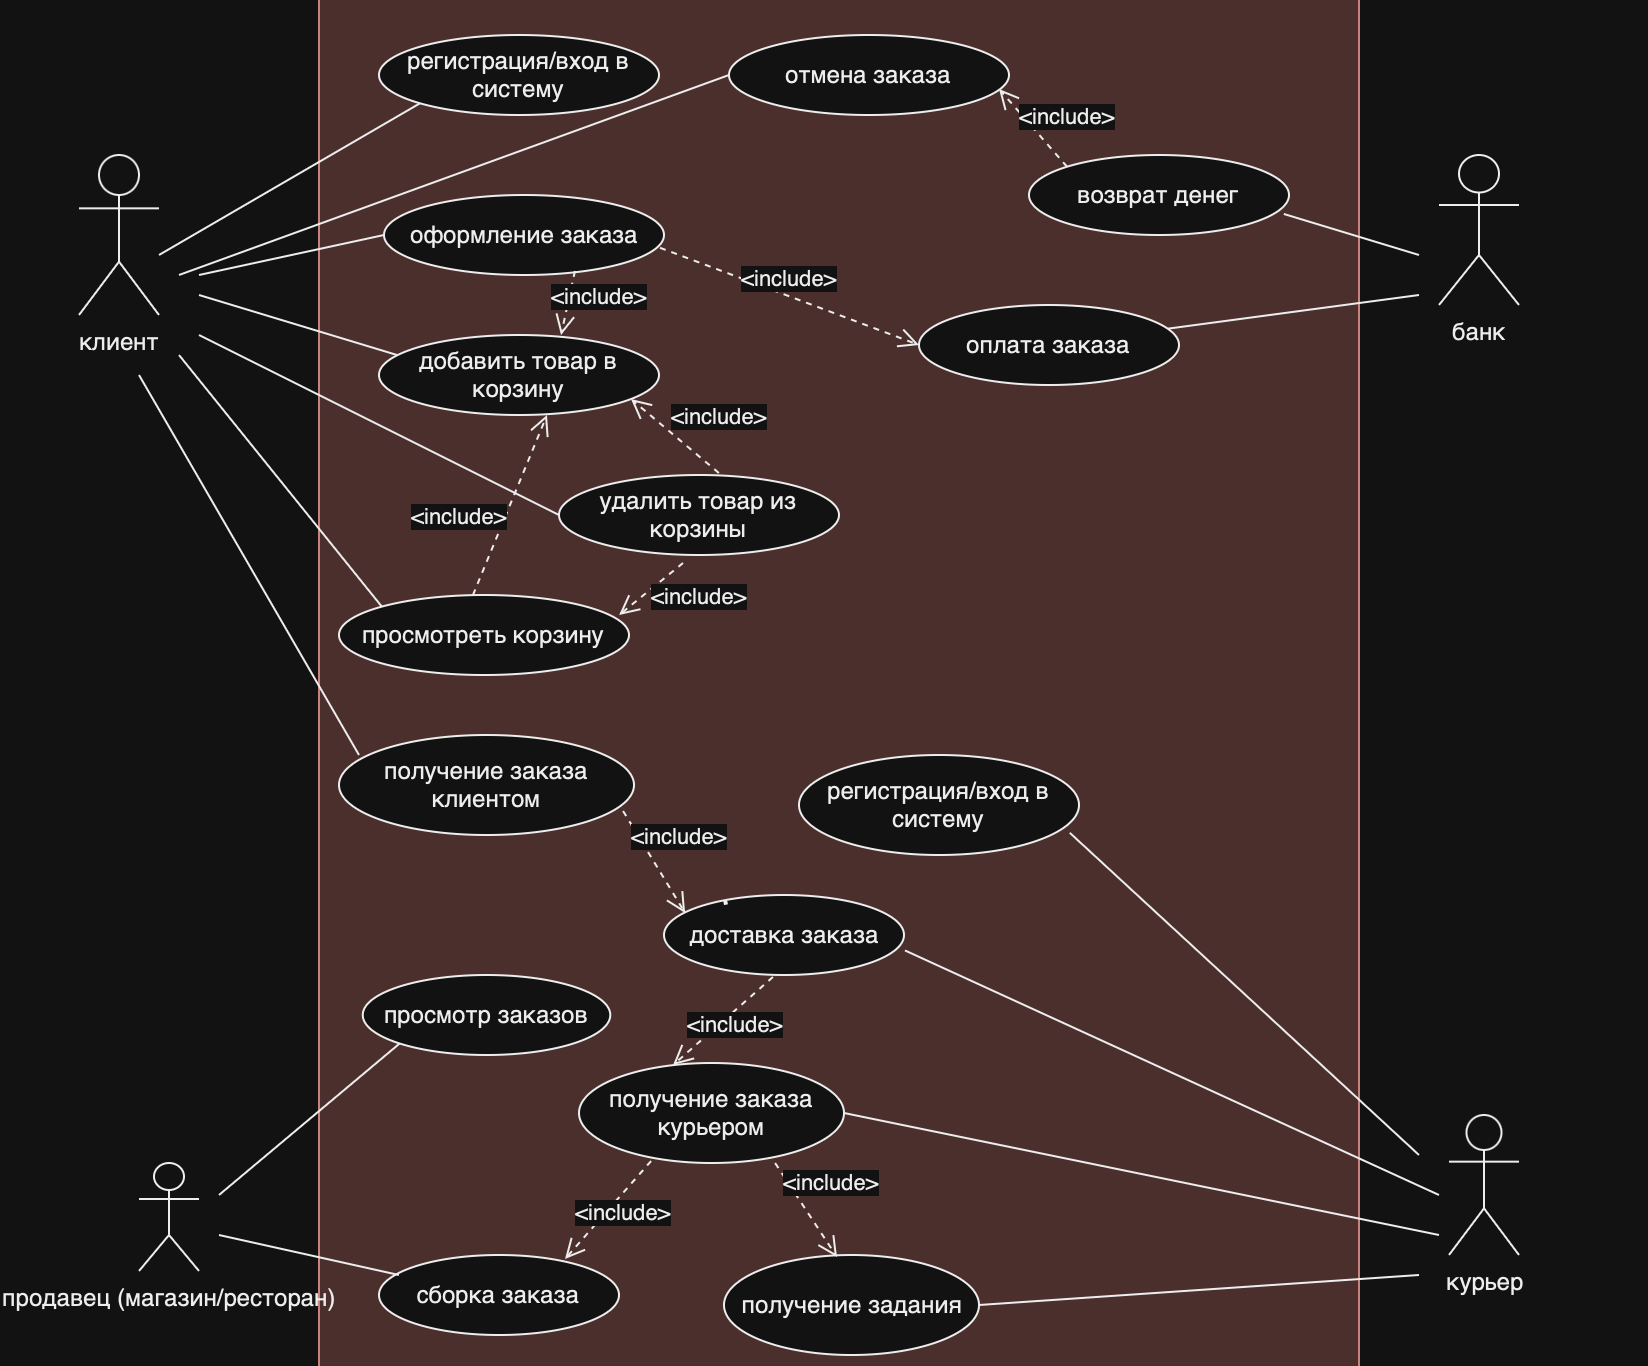 регистрация/вход в
систему
отмена заказа
<include>
возврат денег
оформление заказа
<include>
<include>
клиент
банк
оплата заказа
добавить товар в
корзину
<include>
<include>
удалить товар из
корзины
<include>
просмотреть корзину
получение заказа
клиентом
регистрация/вход в
систему
<include>
доставка заказа
просмотр заказов
<include>
получение заказа
курьером
<include>
<include>
продавец (магазин/ресторан)
сборка заказа
получение задания
курьер